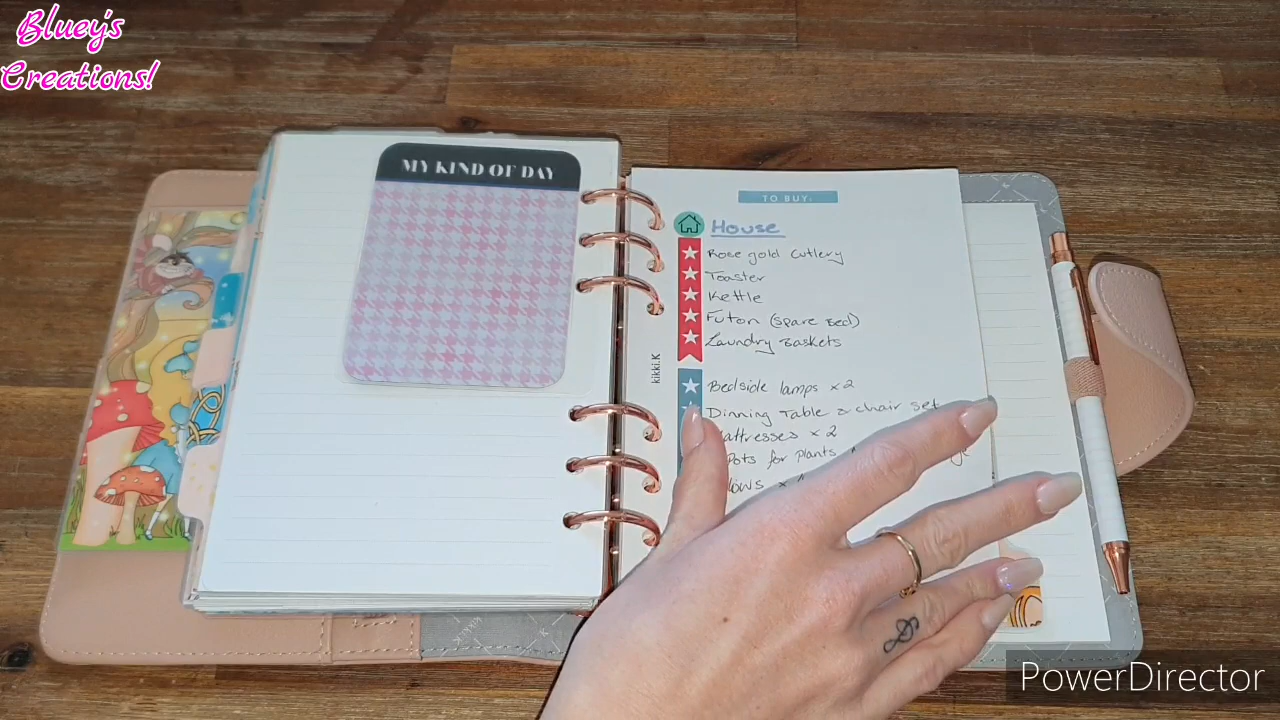 Bluey's
Creations!
MY KIND OF DAY
TO BUY:
House
Rose gold Cutlery
Toaster
Kettle
Futon (spare Bed)
Laundry Baskets
kikki.K
Bedside lamps x2
Dinning Table & chair set
Mattresses x 2
Pots for plants
PowerDirector